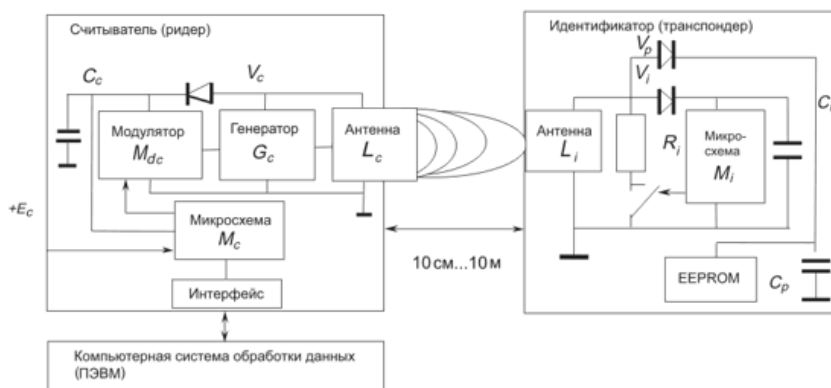 Считыватель (ридер)
C_c
V_c
Модулятор
M_dc
Генератор
G_c
Антенна
L_c
+E_c
Микросхема
M_c
Интерфейс
Компьютерная система обработки данных
(ПЭВМ)
10 см...10 м
Идентификатор (транспондер)
V_p
V_i
Антенна
L_i
R_i
Микро-
схема
M_i
EEPROM
C_p